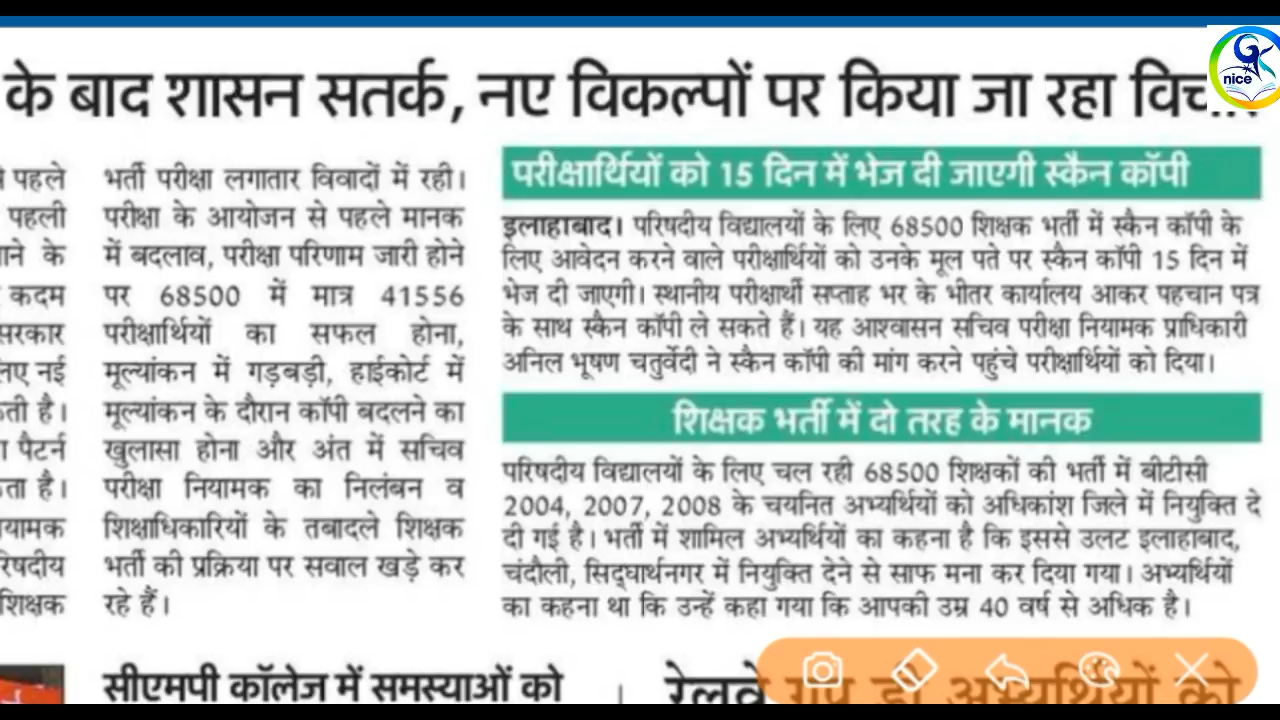 के बाद शासन सतर्क, नए विकल्पों पर किया जा रहा
nice
पहले
पहली
के
कदम
सरकार
नई
है।
पैटर्न
है।
शिक्षक
भर्ती परीक्षा लगातार विवादों में रही।
परीक्षा के आयोजन से पहले मानक
में बदलाव, परीक्षा परिणाम जारी होने
पर 68500 में मात्र 41556
परीक्षार्थियों का सफल होना,
मूल्यांकन में गड़बड़ी, हाईकोर्ट में
मूल्यांकन के दौरान कॉपी बदलने का
खुलासा होना और अंत में सचिव
परीक्षा नियामक का निलंबन व
शिक्षाधिकारियों के तबादले शिक्षक
भर्ती की प्रक्रिया पर सवाल खड़े कर
रहे हैं।
परीक्षार्थियों को 15 दिन में भेज दी जाएगी स्कैन कॉपी
इलाहाबाद। परिषदीय विद्यालयों के लिए 68500 शिक्षक भर्ती में स्कैन कॉपी के
लिए आवेदन करने वाले परीक्षार्थियों को उनके मूल पते पर स्कैन कॉपी 15 दिन में
भेज दी जाएगी। स्थानीय परीक्षार्थी सप्ताह भर के भीतर कार्यालय आकर पहचान पत्र
के साथ स्कैन कॉपी ले सकते हैं। यह आश्वासन सचिव परीक्षा नियामक प्राधिकारी
अनिल भूषण चतुर्वेदी ने स्कैन कॉपी की मांग करने पहुंचे परीक्षार्थियों को दिया।
शिक्षक भर्ती में दो तरह के मानक
परिषदीय विद्यालयों के लिए चल रही 68500 शिक्षकों की भर्ती में बीटीसी
2004, 2007, 2008 के चयनित अभ्यर्थियों को अधिकांश जिले में नियुक्ति दे
दी गई है। भर्ती में शामिल अभ्यर्थियों का कहना है कि इससे उलट इलाहाबाद,
चंदौली, सिद्घार्थनगर में नियुक्ति देने से साफ मना कर दिया गया। अभ्यर्थियों
का कहना था कि उन्हें कहा गया कि आपकी उम्र 40 वर्ष से अधिक है।
सीएमपी कॉलेज में समस्याओं को
रेलवे ग्रुप डी अभ्यर्थियों को